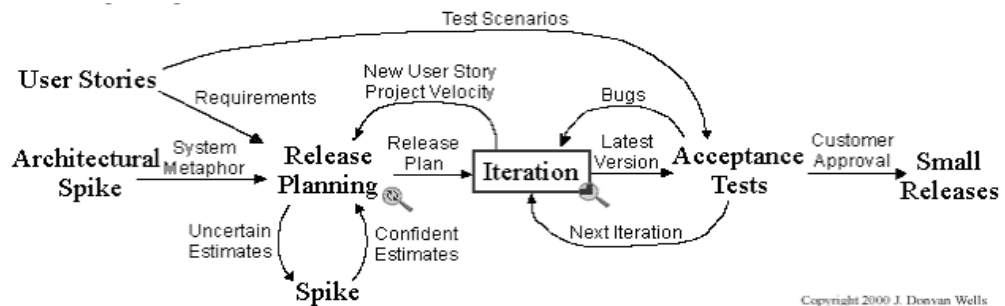 Test Scenarios
User Stories
New User Story
Project Velocity
Bugs
Requirements
System
Metaphor
Release
Plan
Latest
Version
Customer
Approval
Architectural
Spike
Release
Planning
Iteration
Acceptance
Tests
Small
Releases
Uncertain
Estimates
Confident
Estimates
Next Iteration
Spike
Copyright 2000 J. Donvan Wells